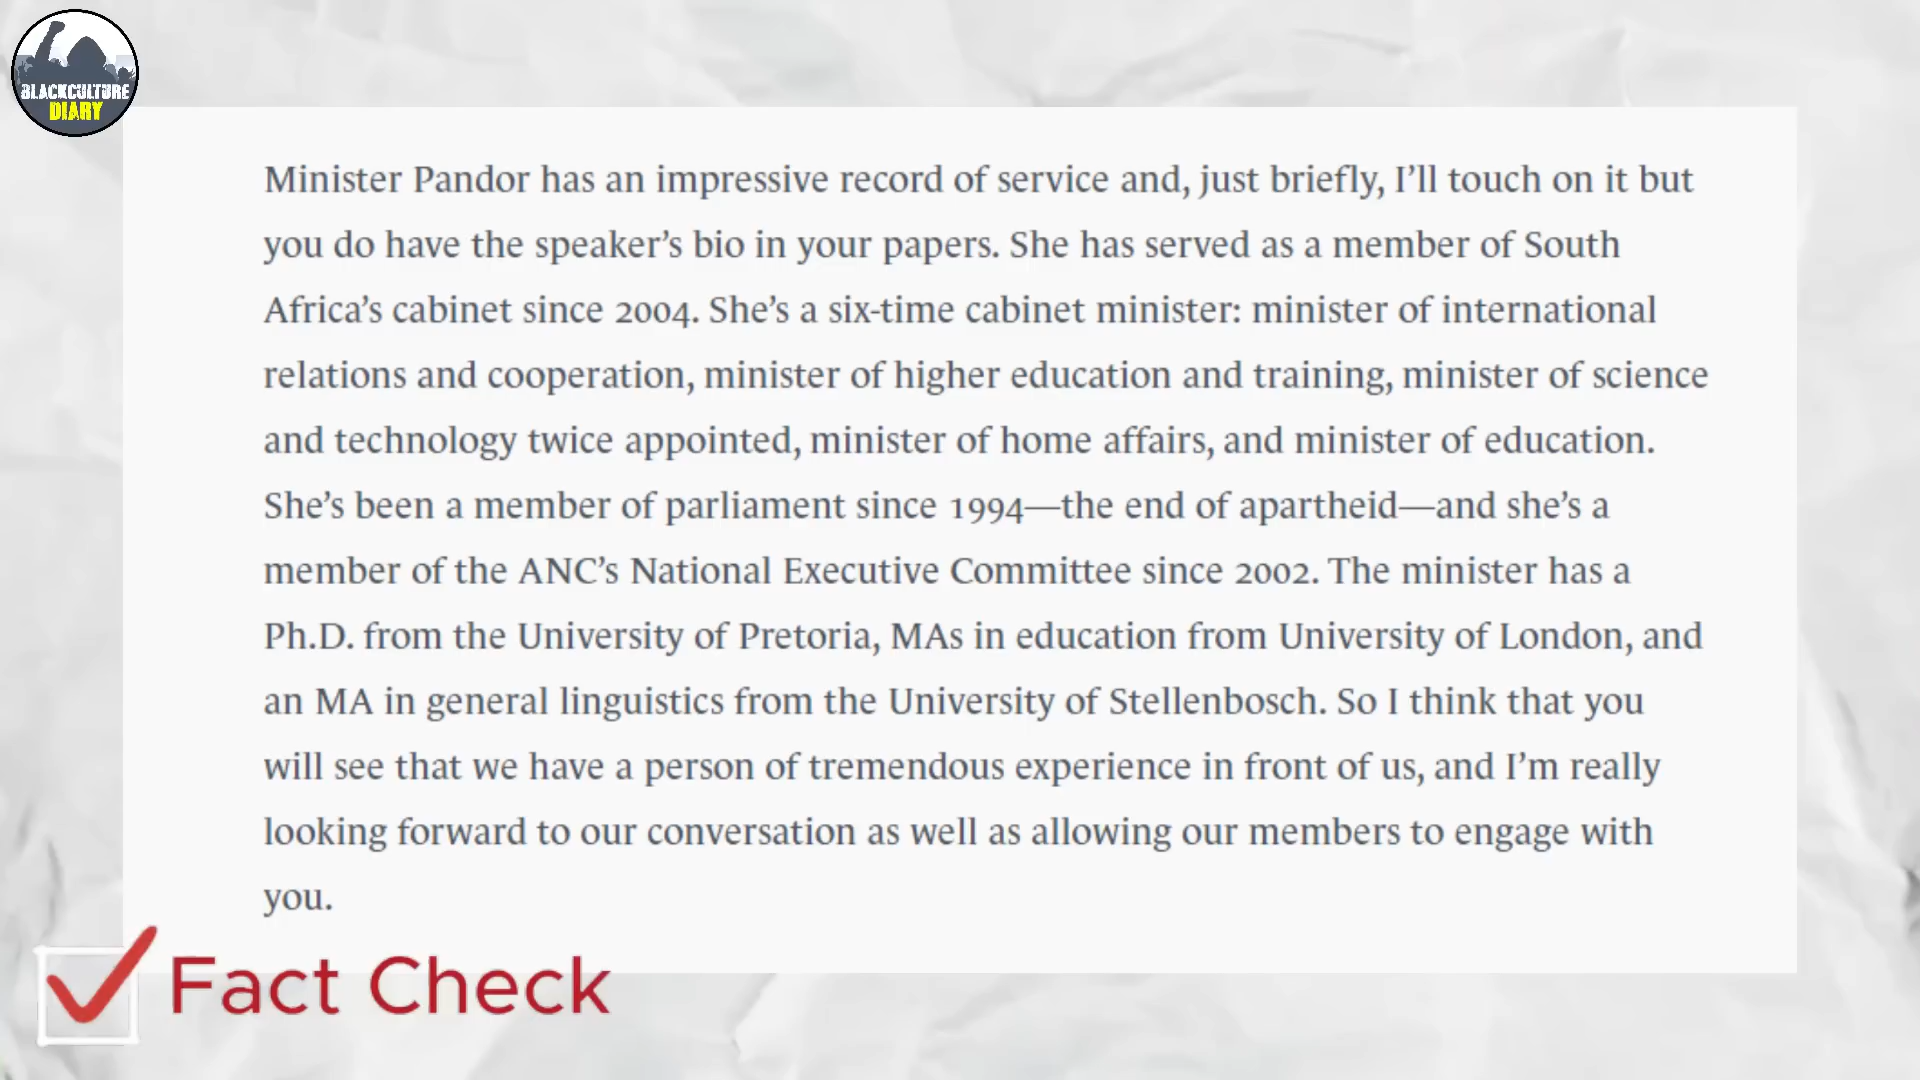 BLACKCULTURE
DIARY
Minister Pandor has an impressive record of service and, just briefly, I’ll touch on it but
you do have the speaker’s bio in your papers. She has served as a member of South
Africa’s cabinet since 2004. She’s a six-time cabinet minister: minister of international
relations and cooperation, minister of higher education and training, minister of science
and technology twice appointed, minister of home affairs, and minister of education.
She’s been a member of parliament since 1994—the end of apartheid—and she’s a
member of the ANC’s National Executive Committee since 2002. The minister has a
Ph.D. from the University of Pretoria, MAs in education from University of London, and
an MA in general linguistics from the University of Stellenbosch. So I think that you
will see that we have a person of tremendous experience in front of us, and I’m really
looking forward to our conversation as well as allowing our members to engage with
you.
Fact Check